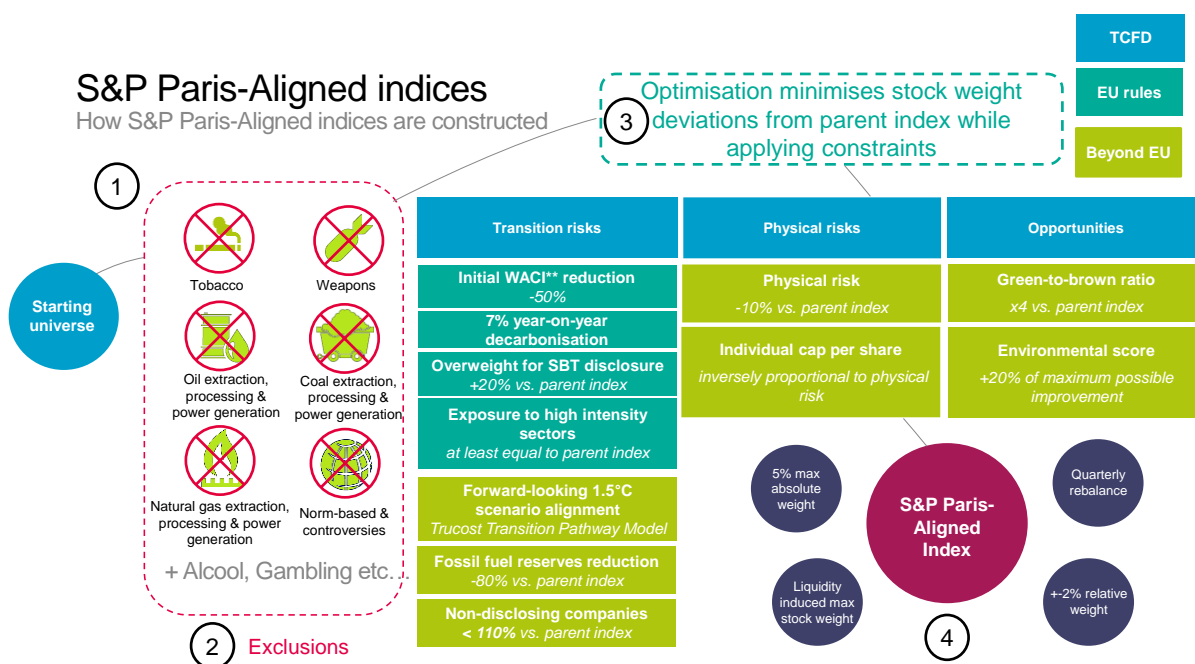 TCFD
EU rules
Beyond EU
S&P Paris-Aligned indices
How S&P Paris-Aligned indices are constructed
3
Optimisation minimises stock weight
deviations from parent index while
applying constraints
1
Starting
universe
Tobacco
Weapons
Oil extraction,
processing &
power generation
Coal extraction,
processing &
power generation
Natural gas extraction,
processing & power
generation
Norm-based &
controversies
+ Alcool, Gambling etc…
2
Exclusions
Transition risks
Initial WACI** reduction
-50%
7% year-on-year
decarbonisation
Overweight for SBT disclosure
+20% vs. parent index
Exposure to high intensity
sectors
at least equal to parent index
Forward-looking 1.5°C
scenario alignment
Trucost Transition Pathway Model
Fossil fuel reserves reduction
-80% vs. parent index
Non-disclosing companies
< 110% vs. parent index
Physical risks
Physical risk
-10% vs. parent index
Individual cap per share
inversely proportional to physical
risk
Opportunities
Green-to-brown ratio
x4 vs. parent index
Environmental score
+20% of maximum possible
improvement
5% max
absolute
weight
Quarterly
rebalance
S&P Paris-
Aligned
Index
Liquidity
induced max
stock weight
+-2% relative
weight
4